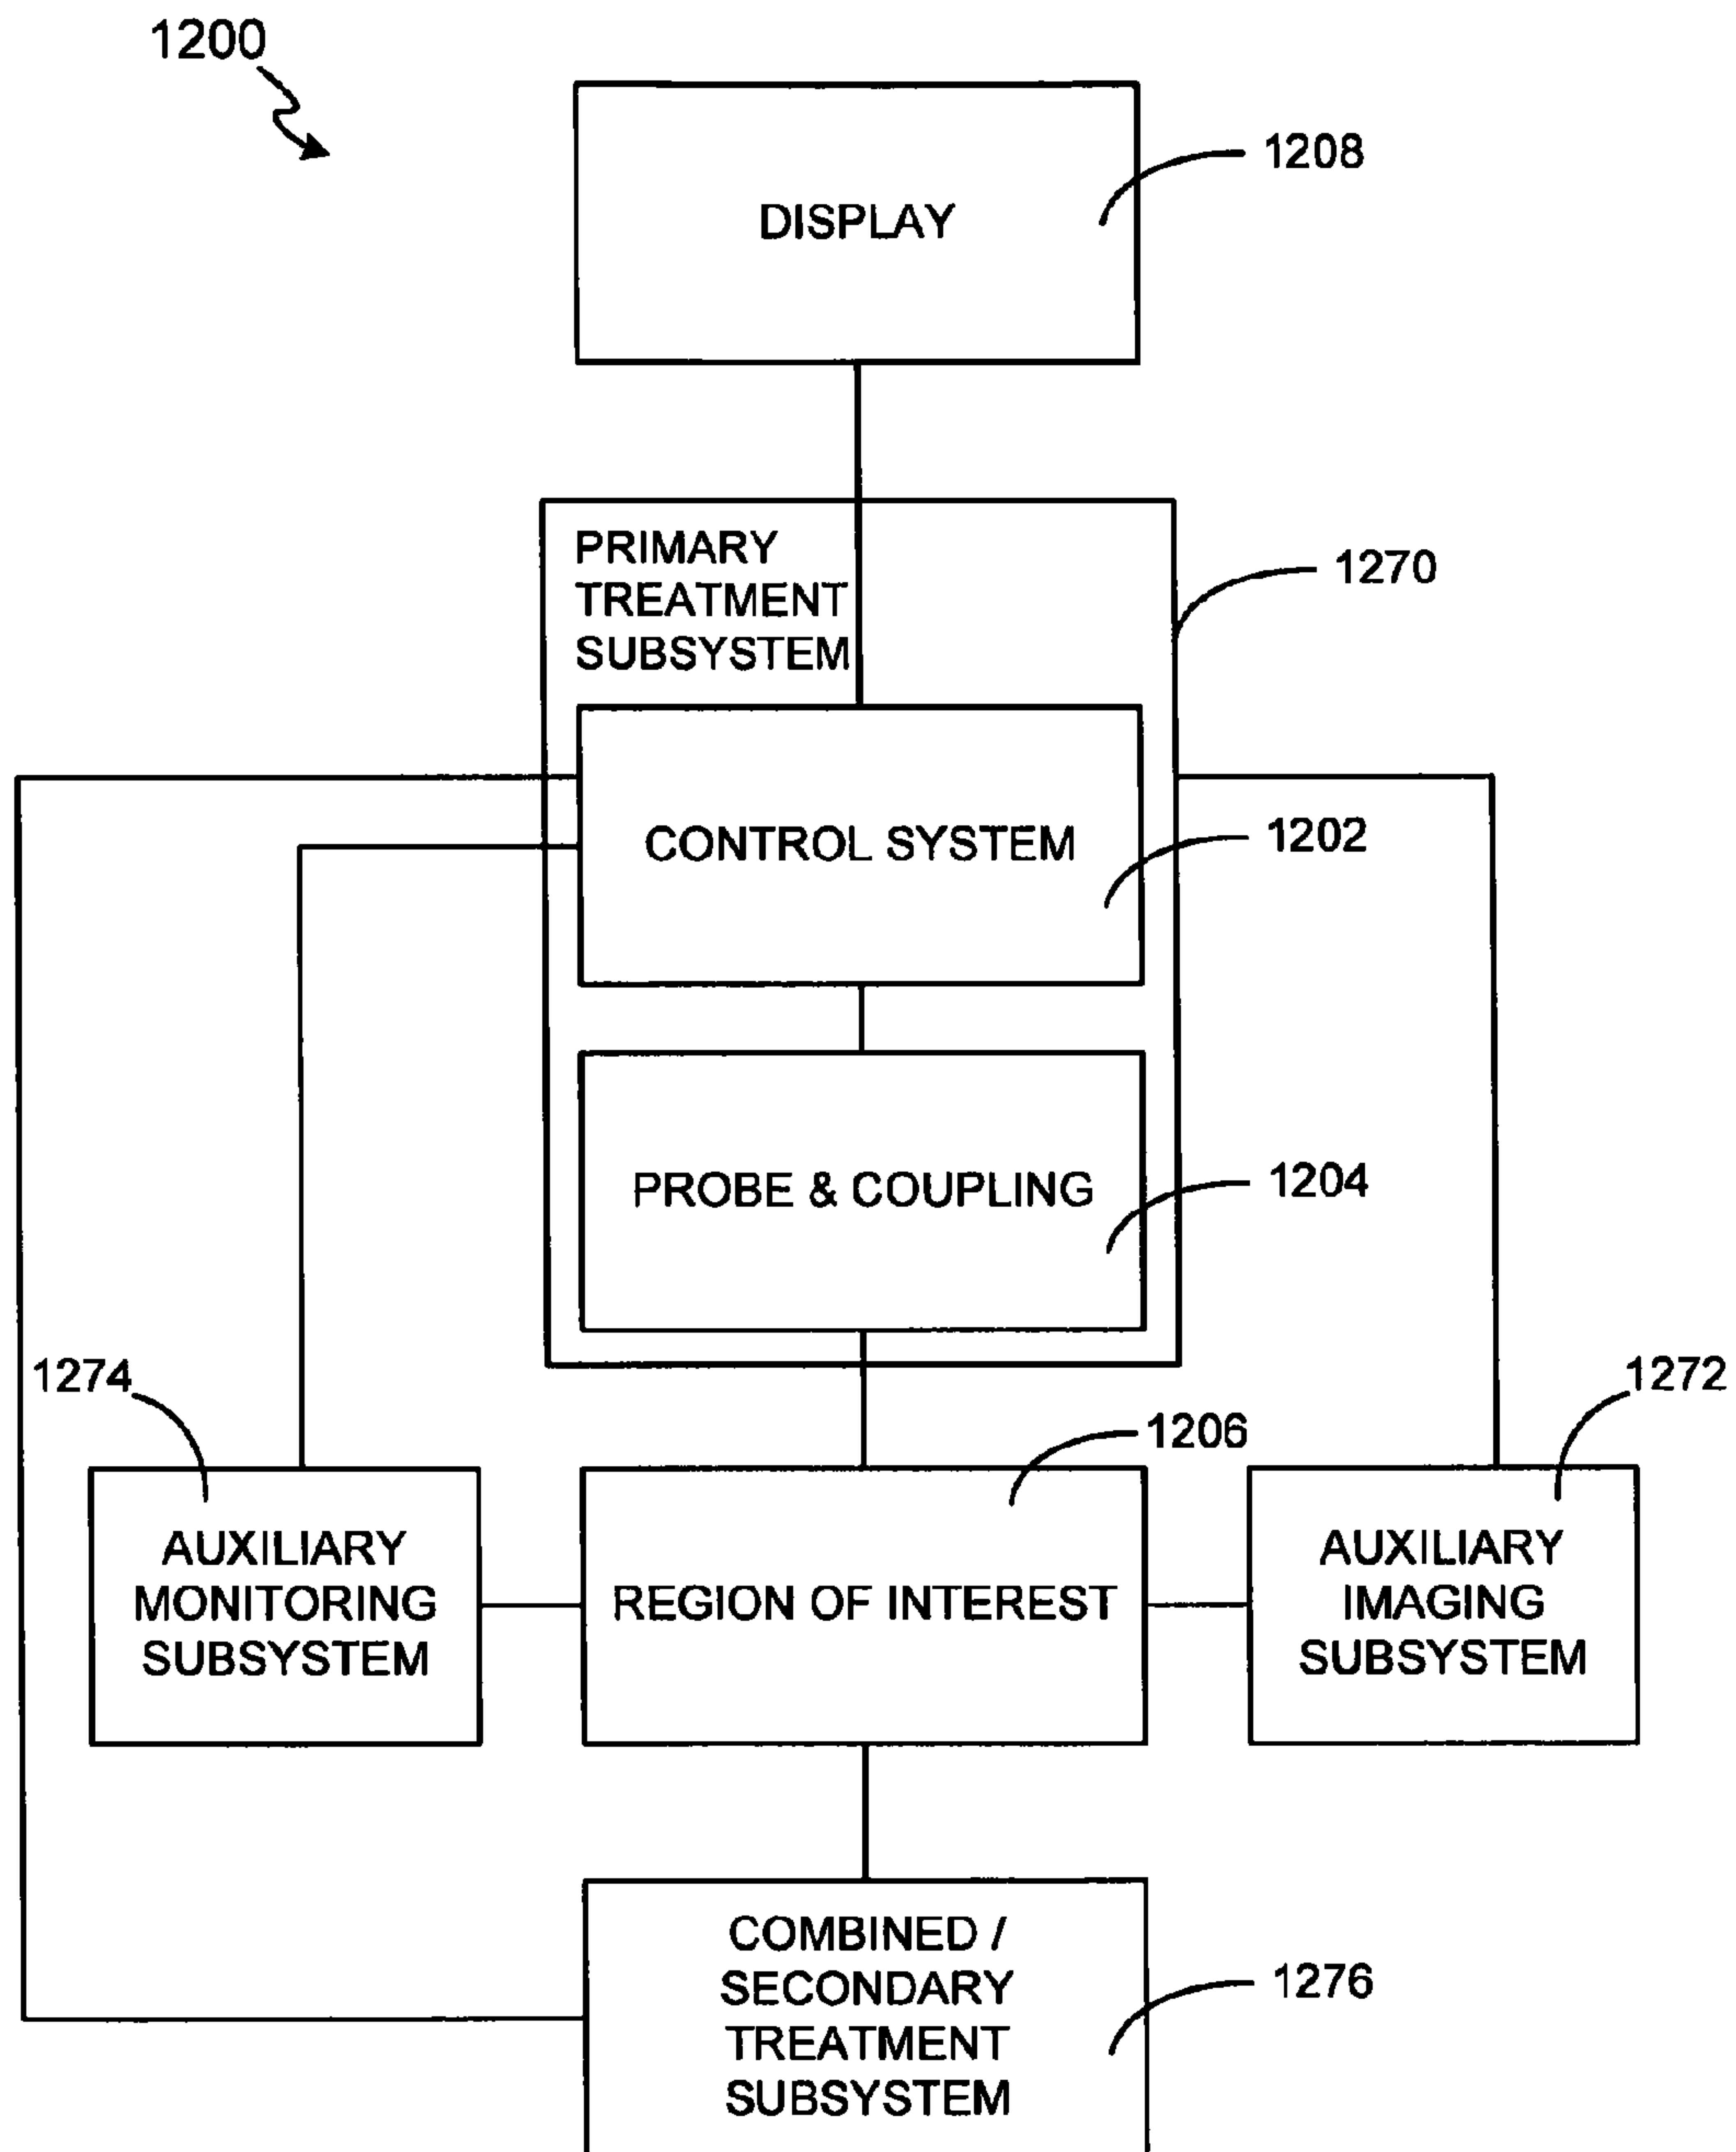 1200
1208
DISPLAY
PRIMARY
TREATMENT
SUBSYSTEM
1270
CONTROL SYSTEM
1202
PROBE & COUPLING
1204
1274
1272
1206
AUXILIARY
MONITORING
SUBSYSTEM
REGION OF INTEREST
AUXILIARY
IMAGING
SUBSYSTEM
COMBINED /
SECONDARY
TREATMENT
SUBSYSTEM
1276